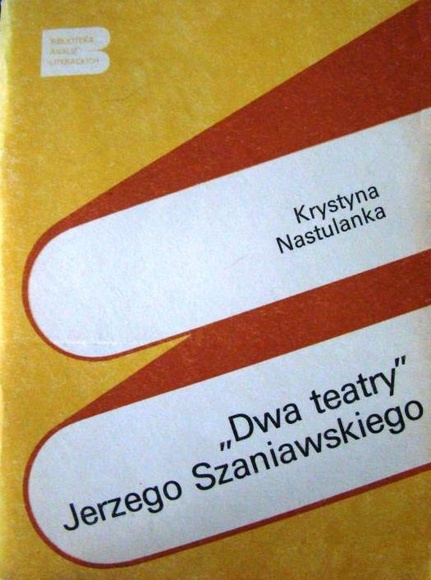 BIBLIOTEKA
ANALIZ
LITERACKICH
Krystyna
Nastulanka
„Dwa teatry”
Jerzego Szaniawskiego